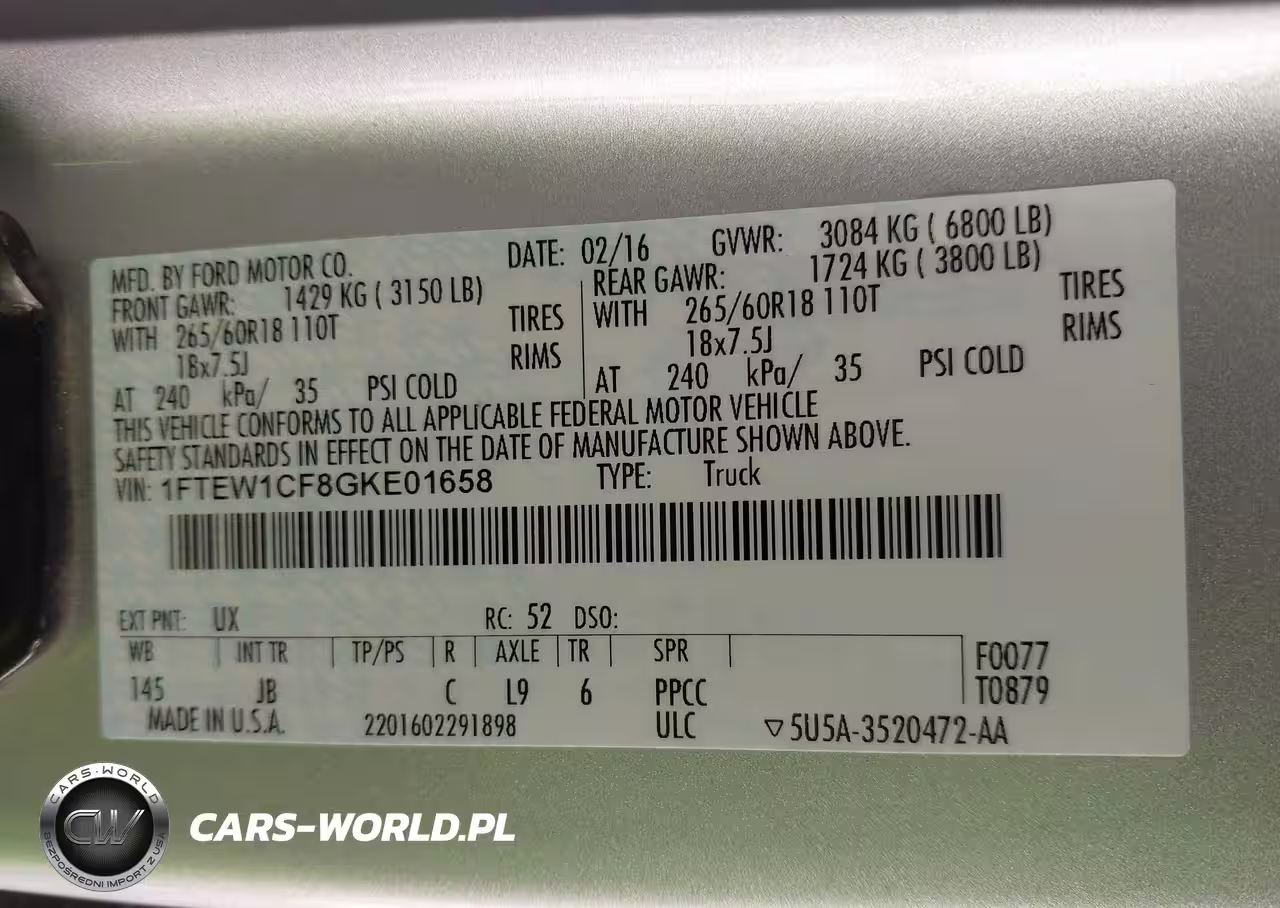 MFD. BY FORD MOTOR CO. DATE: 02/16 GVWR: 3084 KG ( 6800 LB)
FRONT GAWR: 1429 KG ( 3150 LB) REAR GAWR: 1724 KG ( 3800 LB)
WITH 265/60R18 110T TIRES WITH 265/60R18 110T TIRES
18x7.5J RIMS 18x7.5J RIMS
AT 240 kPa/ 35 PSI COLD AT 240 kPa/ 35 PSI COLD
THIS VEHICLE CONFORMS TO ALL APPLICABLE FEDERAL MOTOR VEHICLE
SAFETY STANDARDS IN EFFECT ON THE DATE OF MANUFACTURE SHOWN ABOVE.
VIN: 1FTEW1CF8GKE01658 TYPE: Truck
EXT PNT: UX RC: 52 DSO:
WB INT TR TP/PS R AXLE TR SPR F0077
145 JB C L9 6 PPCC T0879
MADE IN U.S.A. 2201602291898 ULC ▽5U5A-3520472-AA
CARS-WORLD
CW
BEZPOŚREDNI IMPORT Z USA
CARS-WORLD.PL